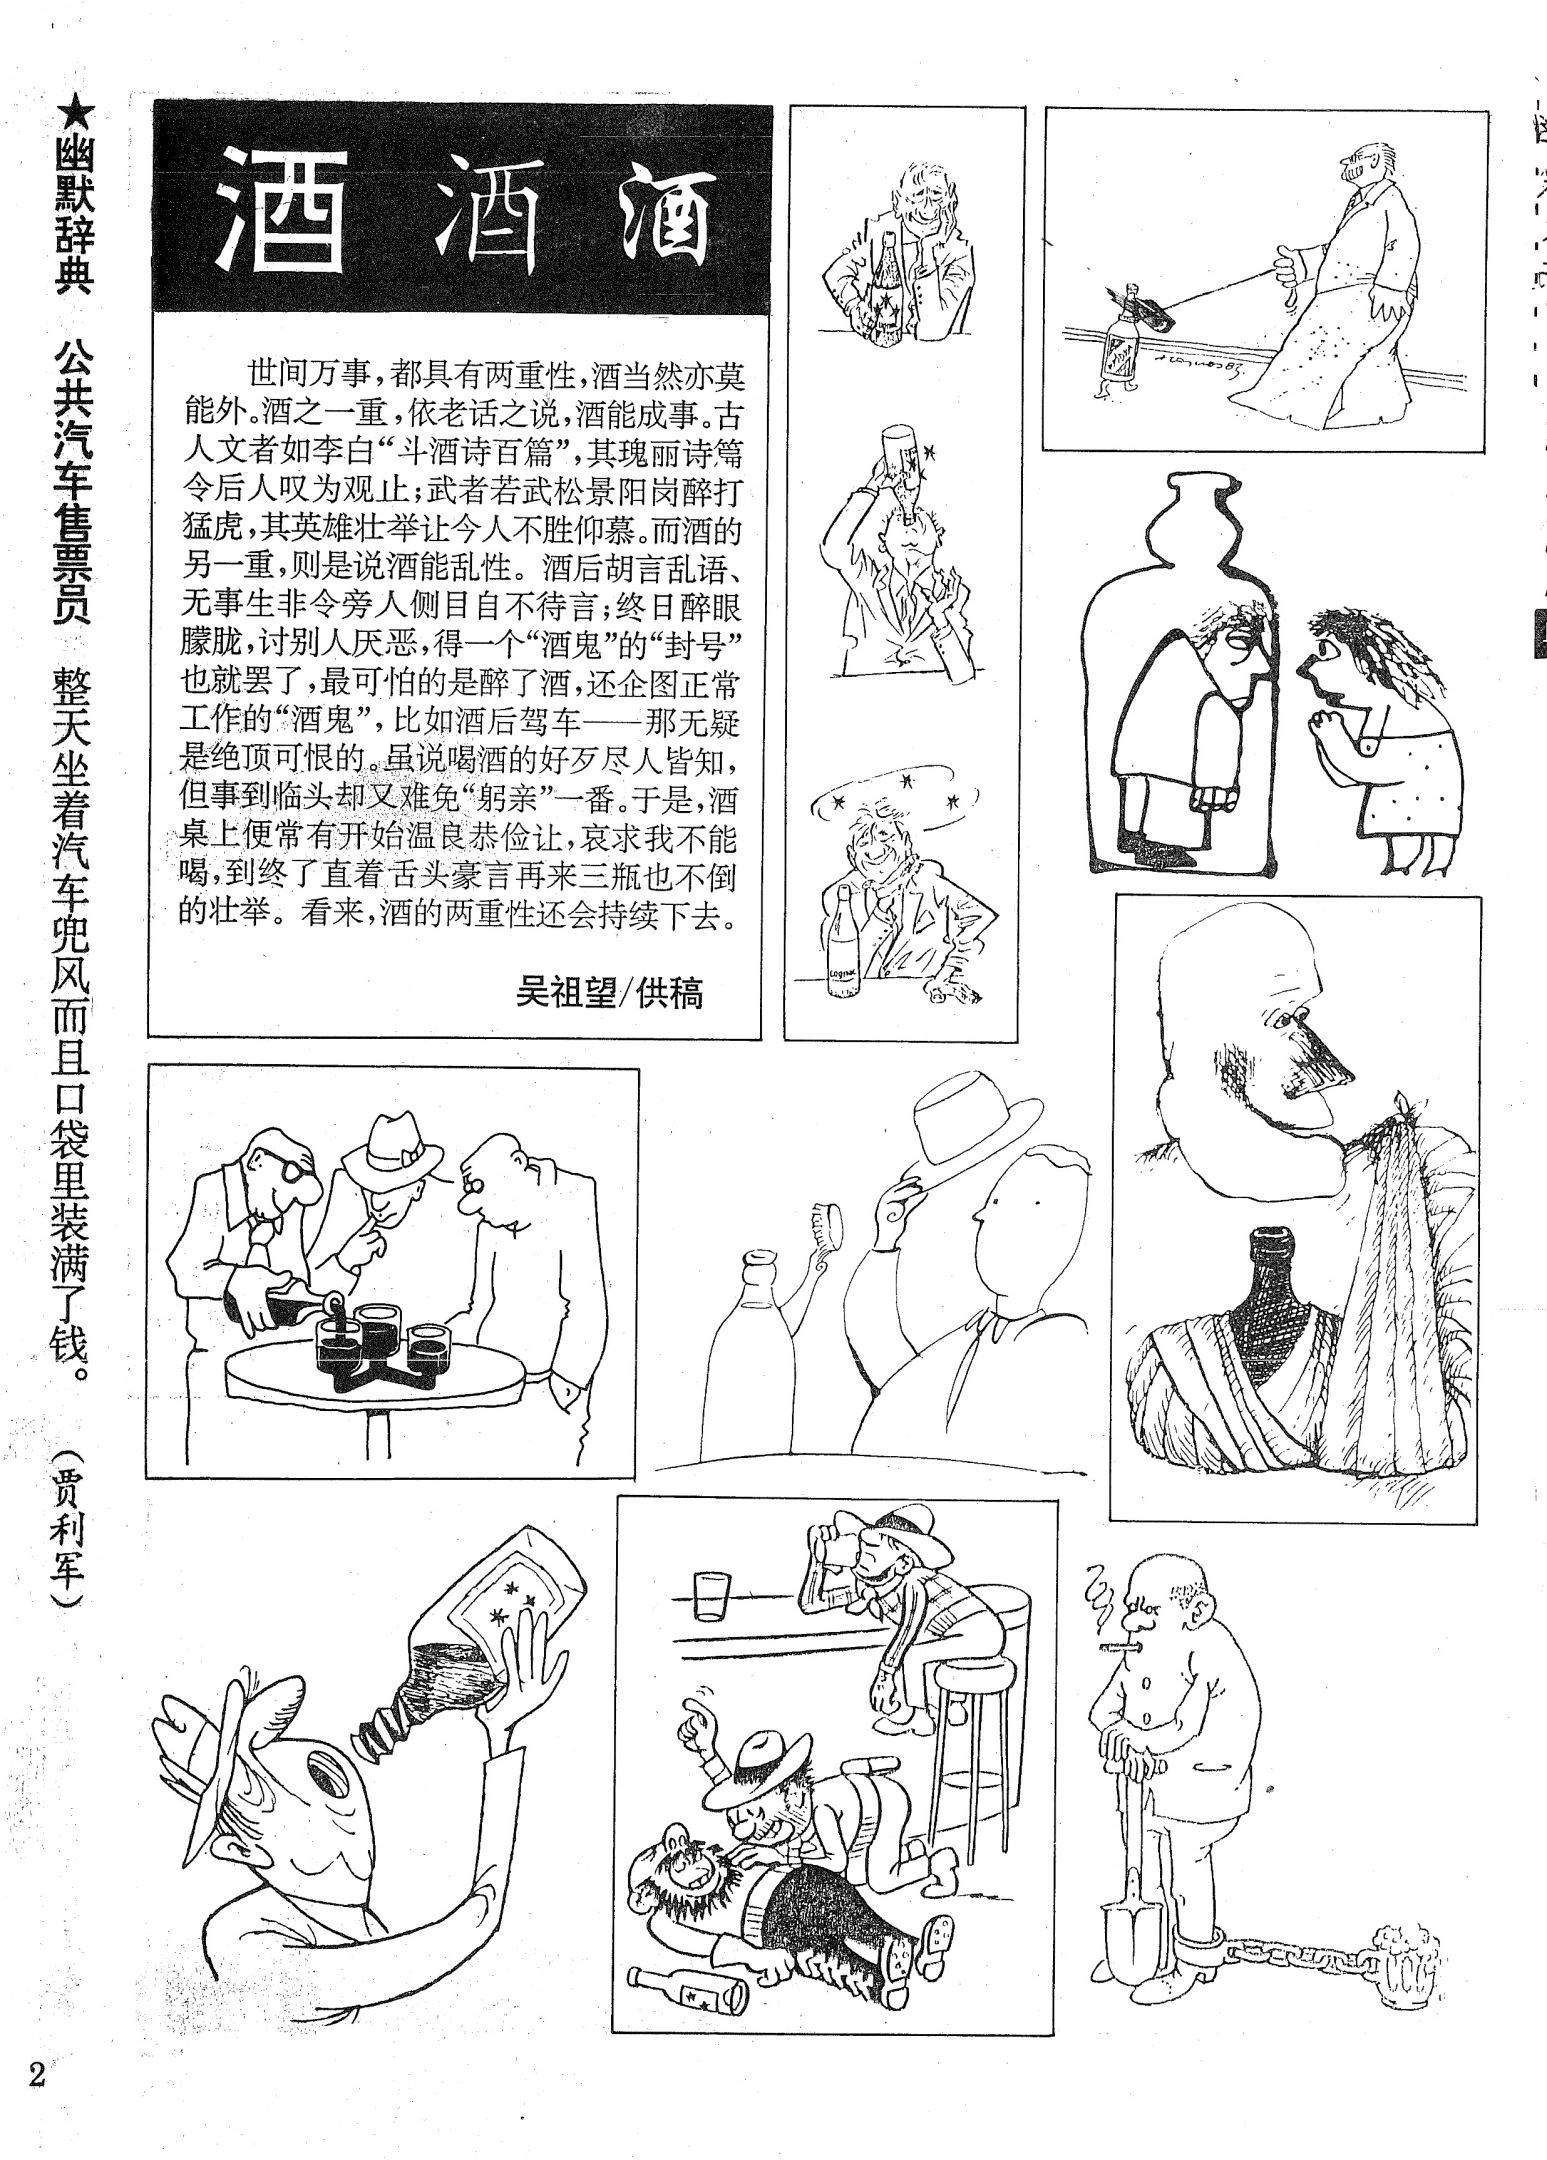 ★幽默辞典 公共汽车售票员 整天坐着汽车兜风而且口袋里装满了钱。 （贾利军）
酒 酒 酒
世间万事，都具有两重性，酒当然亦莫
能外。酒之一重，依老话之说，酒能成事。古
人文者如李白“斗酒诗百篇”，其瑰丽诗篇
令后人叹为观止；武者若武松景阳岗醉打
猛虎，其英雄壮举让今人不胜仰慕。而酒的
另一重，则是说酒能乱性。酒后胡言乱语、
无事生非令旁人侧目自不待言；终日醉眼
朦胧，讨别人厌恶，得一个“酒鬼”的“封号”
也就罢了，最可怕的是醉了酒，还企图正常
工作的“酒鬼”，比如酒后驾车——那无疑
是绝顶可恨的。虽说喝酒的好歹尽人皆知，
但事到临头却又难免“躬亲”一番。于是，酒
桌上便常有开始温良恭俭让，哀求我不能
喝，到终了直着舌头豪言再来三瓶也不倒
的壮举。看来，酒的两重性还会持续下去。
吴祖望/供稿
COGNAC
2